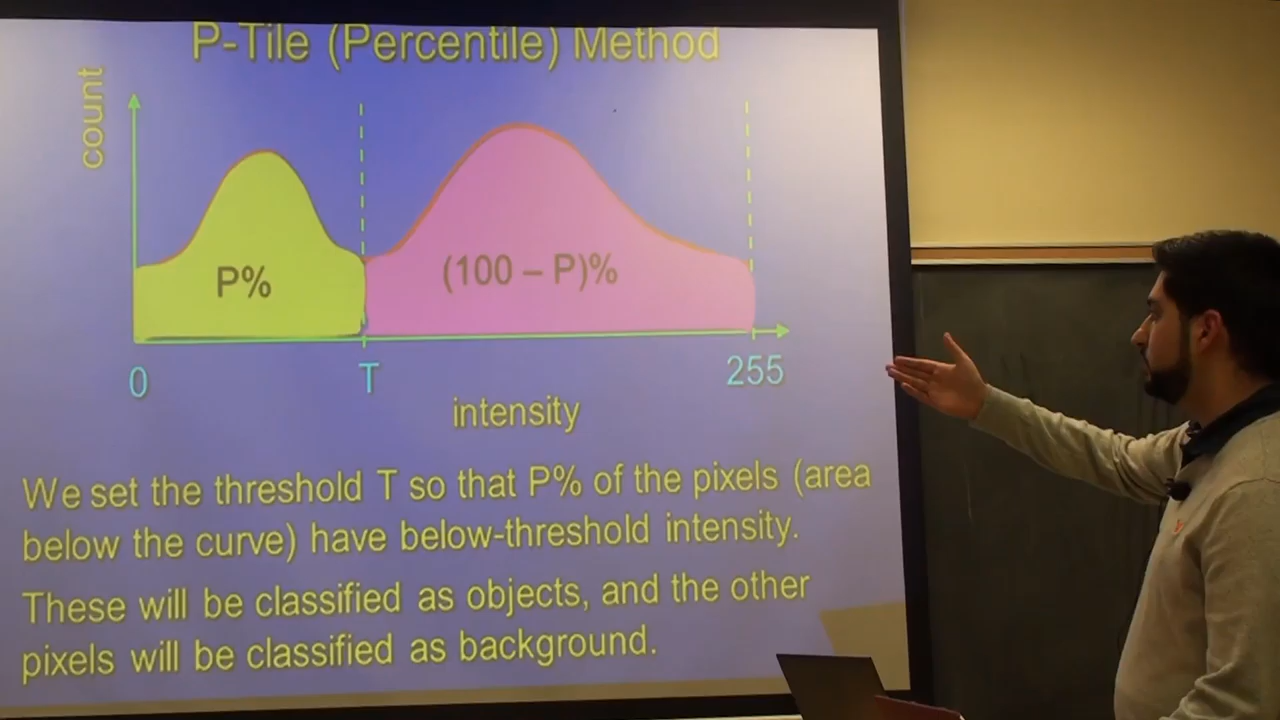 P-Tile (Percentile) Method
count
P%
(100 – P)%
0
T
255
intensity
We set the threshold T so that P% of the pixels (area
below the curve) have below-threshold intensity.
These will be classified as objects, and the other
pixels will be classified as background.